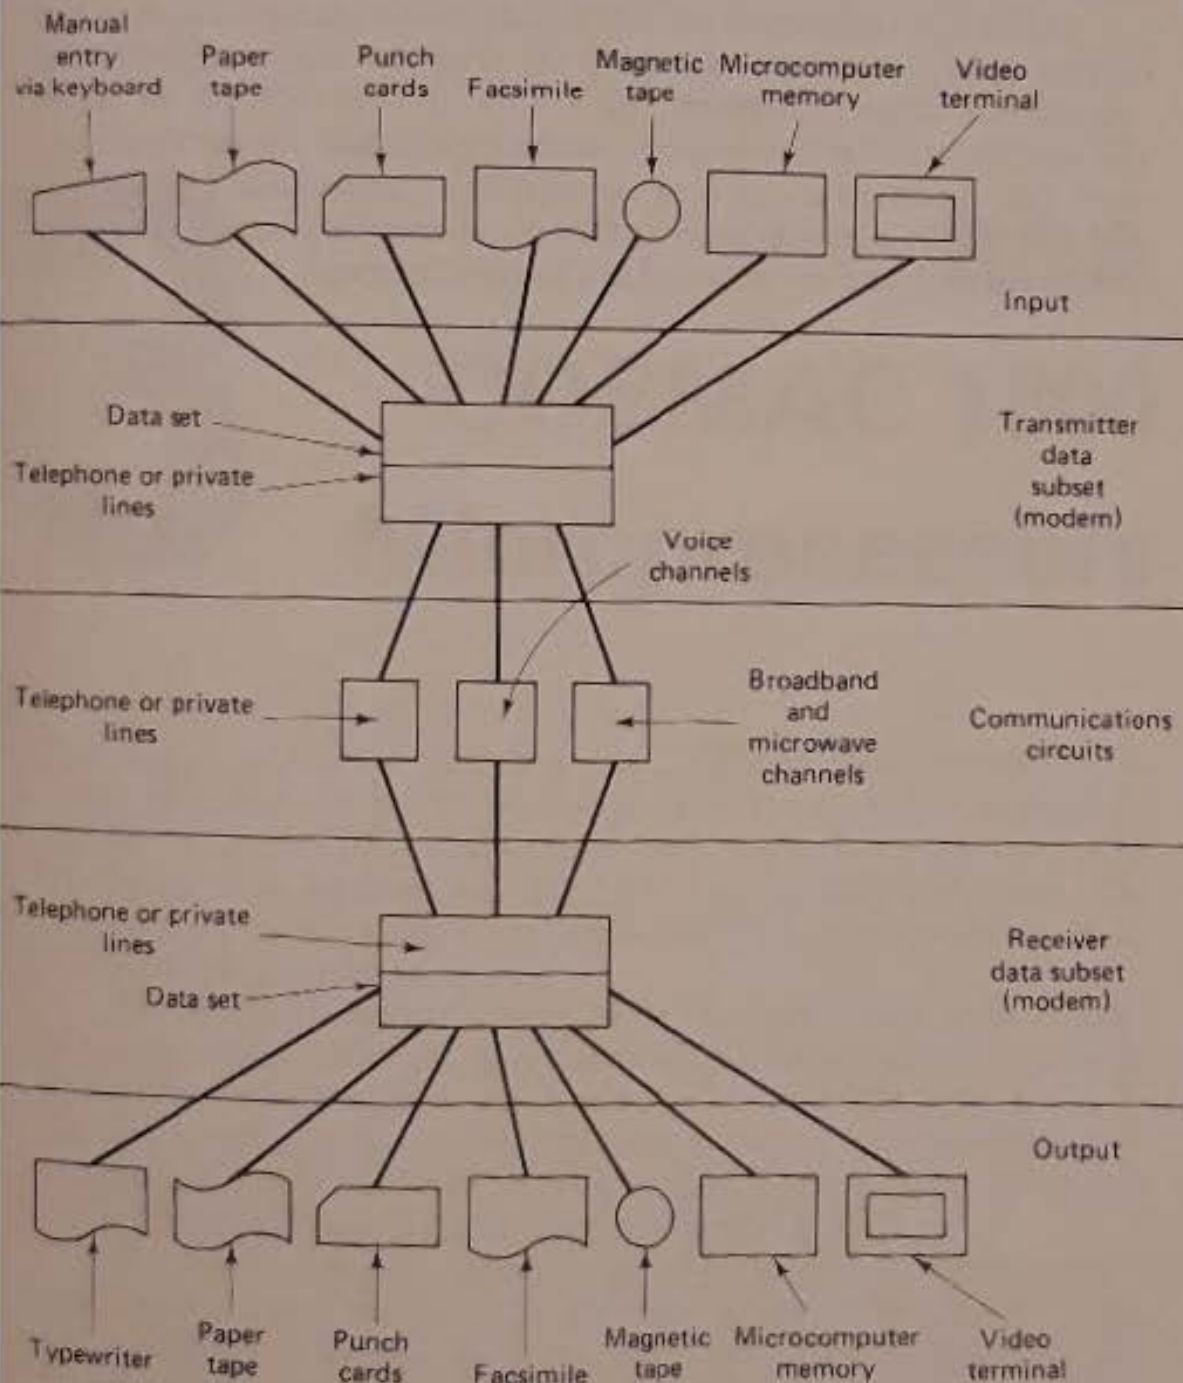 Manual
entry
via keyboard
Paper
tape
Punch
cards
Facsimile
Magnetic
tape
Microcomputer
memory
Video
terminal
Input
Data set
Telephone or private
lines
Transmitter
data
subset
(modem)
Voice
channels
Telephone or private
lines
Broadband
and
microwave
channels
Communications
circuits
Telephone or private
lines
Data set
Receiver
data subset
(modem)
Output
Typewriter
Paper
tape
Punch
cards
Facsimile
Magnetic
tape
Microcomputer
memory
Video
terminal